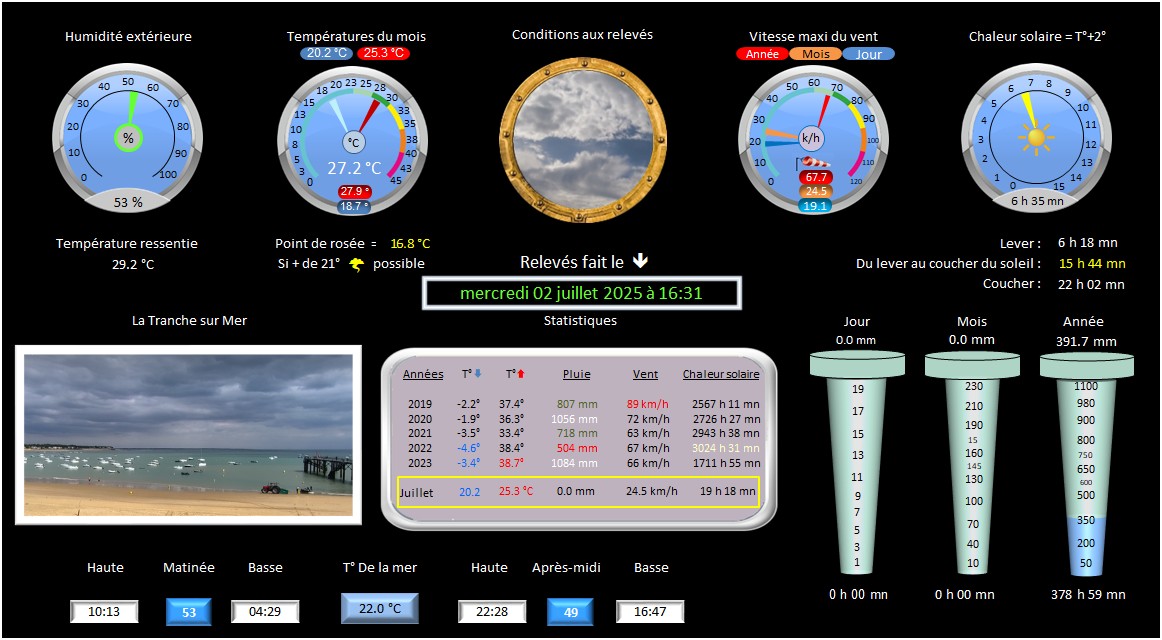 Humidité extérieure
Températures du mois
Conditions aux relevés
Vitesse maxi du vent
Chaleur solaire = T°+2°
20.2 °C 25.3 °C
Année Mois Jour
0 10 20 30 40 50 60 70 80 90 100
%
53 %
0 3 5 8 10 13 15 18 20 23 25 28 30 33 35 38 40 43 45
°C
27.2 °C
27.9 °
18.7 °
0 10 20 30 40 50 60 70 80 90 100 110 120
k/h
67.7
24.5
19.1
0 1 2 3 4 5 6 7 8 9 10 11 12 13 14 15
6 h 35 mn
Température ressentie
29.2 °C
Point de rosée = 16.8 °C
Si + de 21° possible
Relevés fait le
mercredi 02 juillet 2025 à 16:31
Lever : 6 h 18 mn
Du lever au coucher du soleil : 15 h 44 mn
Coucher : 22 h 02 mn
La Tranche sur Mer
Statistiques
Années T° T° Pluie Vent Chaleur solaire
2019 -2.2° 37.4° 807 mm 89 km/h 2567 h 11 mn
2020 -1.9° 36.3° 1056 mm 72 km/h 2726 h 27 mn
2021 -3.5° 33.4° 718 mm 63 km/h 2943 h 38 mn
2022 -4.6° 38.4° 504 mm 67 km/h 3024 h 31 mn
2023 -3.4° 38.7° 1084 mm 66 km/h 1711 h 55 mn
Juillet 20.2 25.3 °C 0.0 mm 24.5 km/h 19 h 18 mn
Jour
0.0 mm
19
17
15
13
11
9
7
5
3
1
0 h 00 mn
Mois
0.0 mm
230
210
190
15
160
145
130
100
70
40
10
0 h 00 mn
Année
391.7 mm
1100
980
900
800
750
650
600
500
350
200
50
378 h 59 mn
Haute Matinée Basse T° De la mer Haute Après-midi Basse
10:13 53 04:29 22.0 °C 22:28 49 16:47